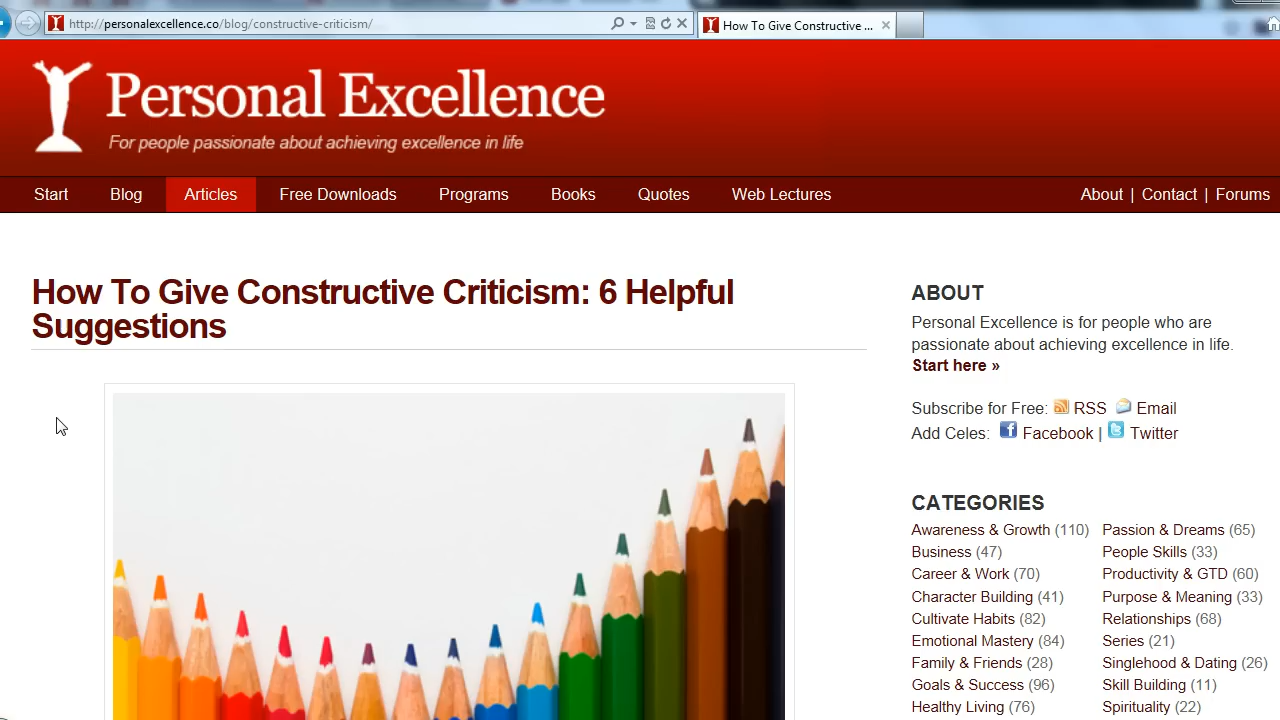 http://personalexcellence.co/blog/constructive-criticism/
How To Give Constructive ...
Personal Excellence
For people passionate about achieving excellence in life
Start Blog Articles Free Downloads Programs Books Quotes Web Lectures About | Contact | Forums
How To Give Constructive Criticism: 6 Helpful
Suggestions
ABOUT
Personal Excellence is for people who are
passionate about achieving excellence in life.
Start here »
Subscribe for Free: RSS Email
Add Celes: Facebook | Twitter
CATEGORIES
Awareness & Growth (110) Passion & Dreams (65)
Business (47) People Skills (33)
Career & Work (70) Productivity & GTD (60)
Character Building (41) Purpose & Meaning (33)
Cultivate Habits (82) Relationships (68)
Emotional Mastery (84) Series (21)
Family & Friends (28) Singlehood & Dating (26)
Goals & Success (96) Skill Building (11)
Healthy Living (76) Spirituality (22)